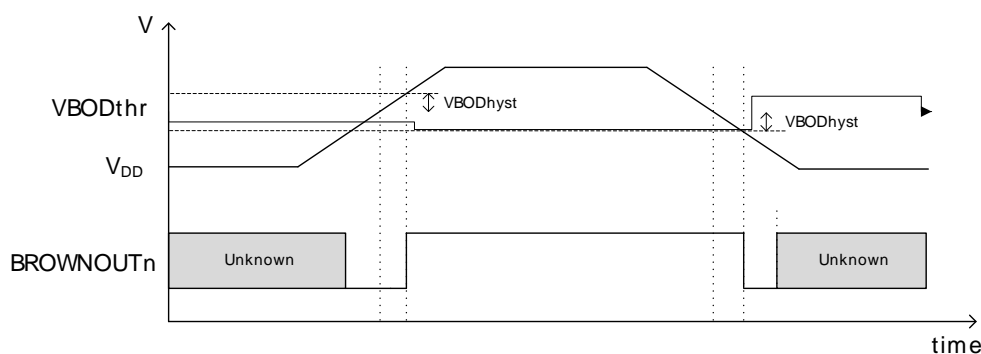 V
VBODhyst
VBODthr
VBODhyst
VDD
Unknown
Unknown
BROWNOUTn
time